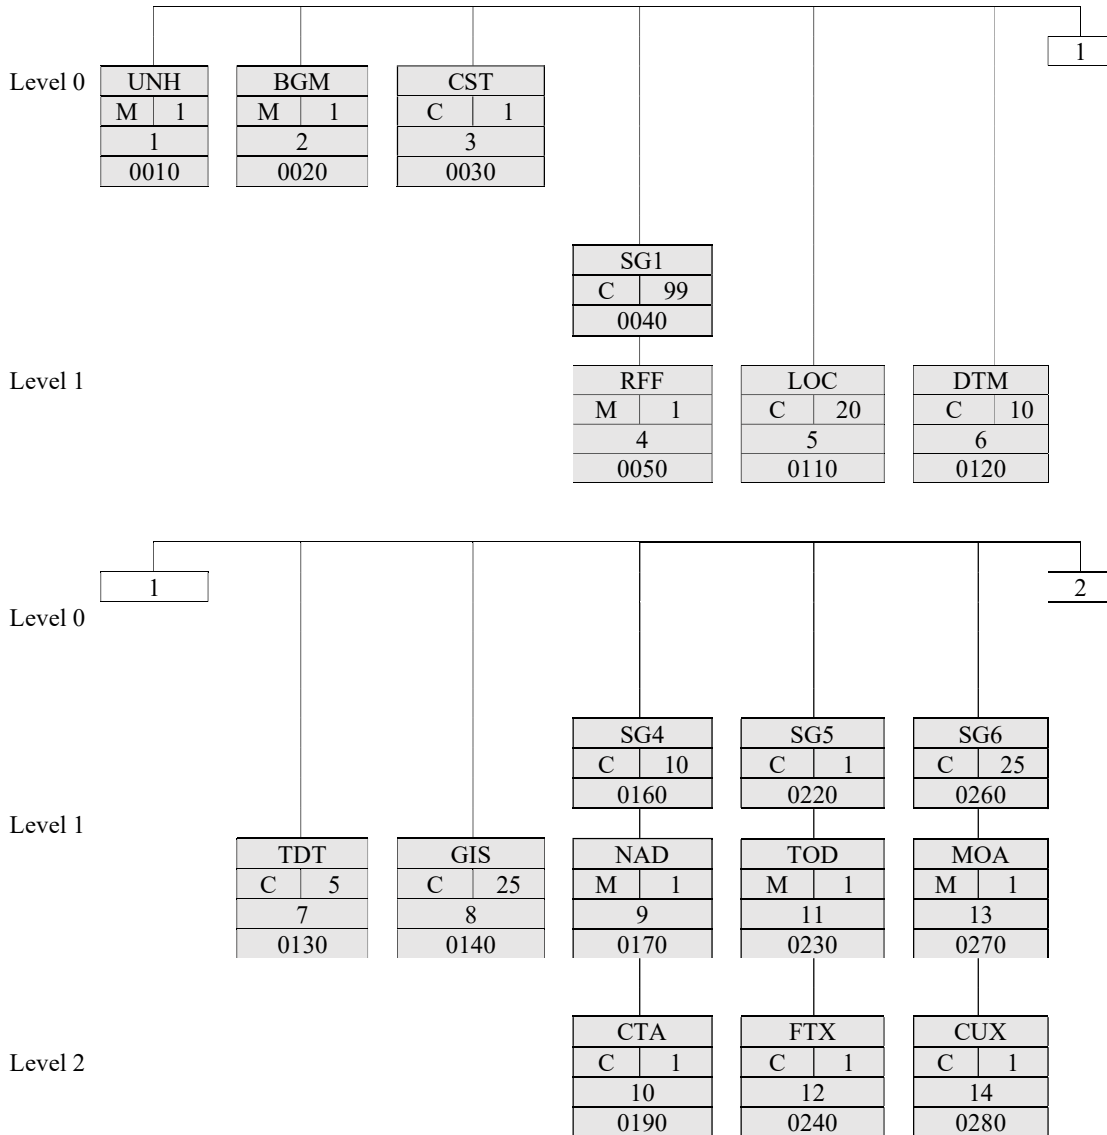 1
Level 0 UNH BGM CST
M 1 M 1 C 1
1 2 3
0010 0020 0030
SG1
C 99
0040
Level 1 RFF LOC DTM
M 1 C 20 C 10
4 5 6
0050 0110 0120
1 2
Level 0
SG4 SG5 SG6
C 10 C 1 C 25
0160 0220 0260
Level 1
TDT GIS NAD TOD MOA
C 5 C 25 M 1 M 1 M 1
7 8 9 11 13
0130 0140 0170 0230 0270
CTA FTX CUX
Level 2 C 1 C 1 C 1
10 12 14
0190 0240 0280